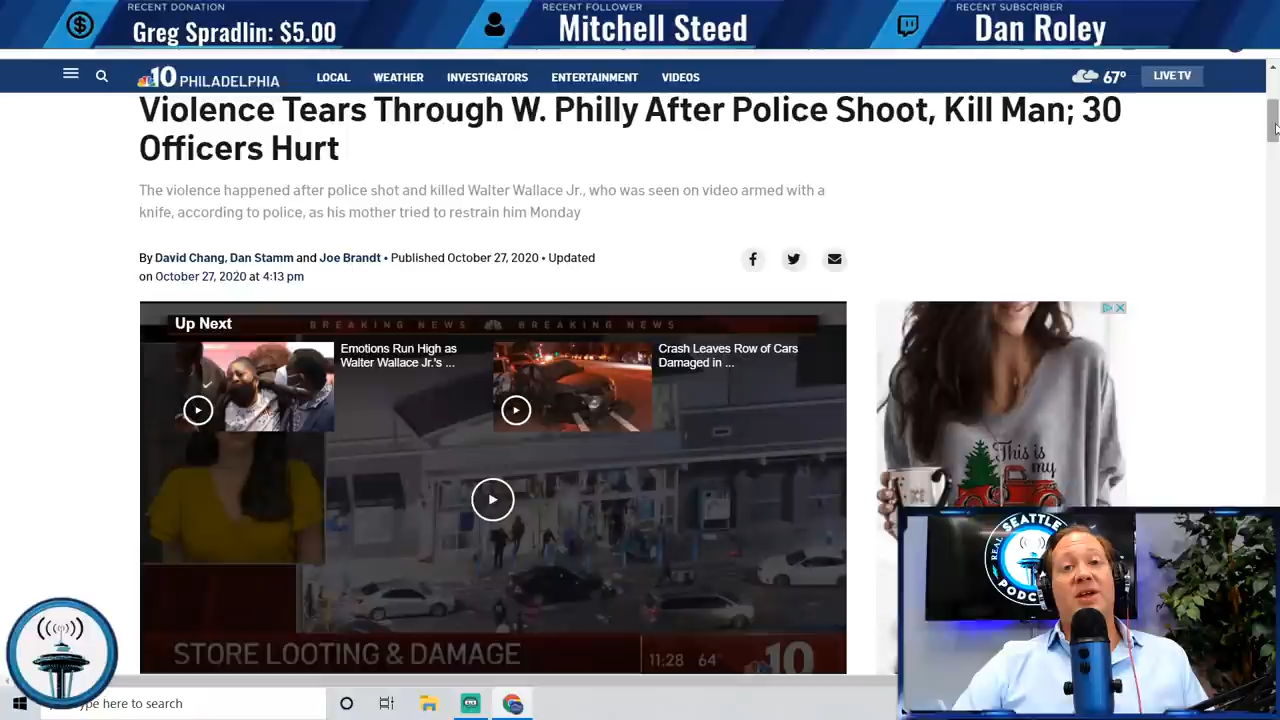 RECENT DONATION
Greg Spradlin: $5.00
RECENT FOLLOWER
Mitchell Steed
RECENT SUBSCRIBER
Dan Roley
10 PHILADELPHIA
LOCAL
WEATHER
INVESTIGATORS
ENTERTAINMENT
VIDEOS
67°
LIVE TV
Violence Tears Through W. Philly After Police Shoot, Kill Man; 30
Officers Hurt
The violence happened after police shot and killed Walter Wallace Jr., who was seen on video armed with a
knife, according to police, as his mother tried to restrain him Monday
By David Chang, Dan Stamm and Joe Brandt • Published October 27, 2020 • Updated
on October 27, 2020 at 4:13 pm
Up Next
BREAKING NEWS
BREAKING NEWS
Emotions Run High as
Walter Wallace Jr.'s ...
Crash Leaves Row of Cars
Damaged in ...
This is
my
STORE LOOTING & DAMAGE
11:28 64°
10
REAL SEATTLE
type here to search